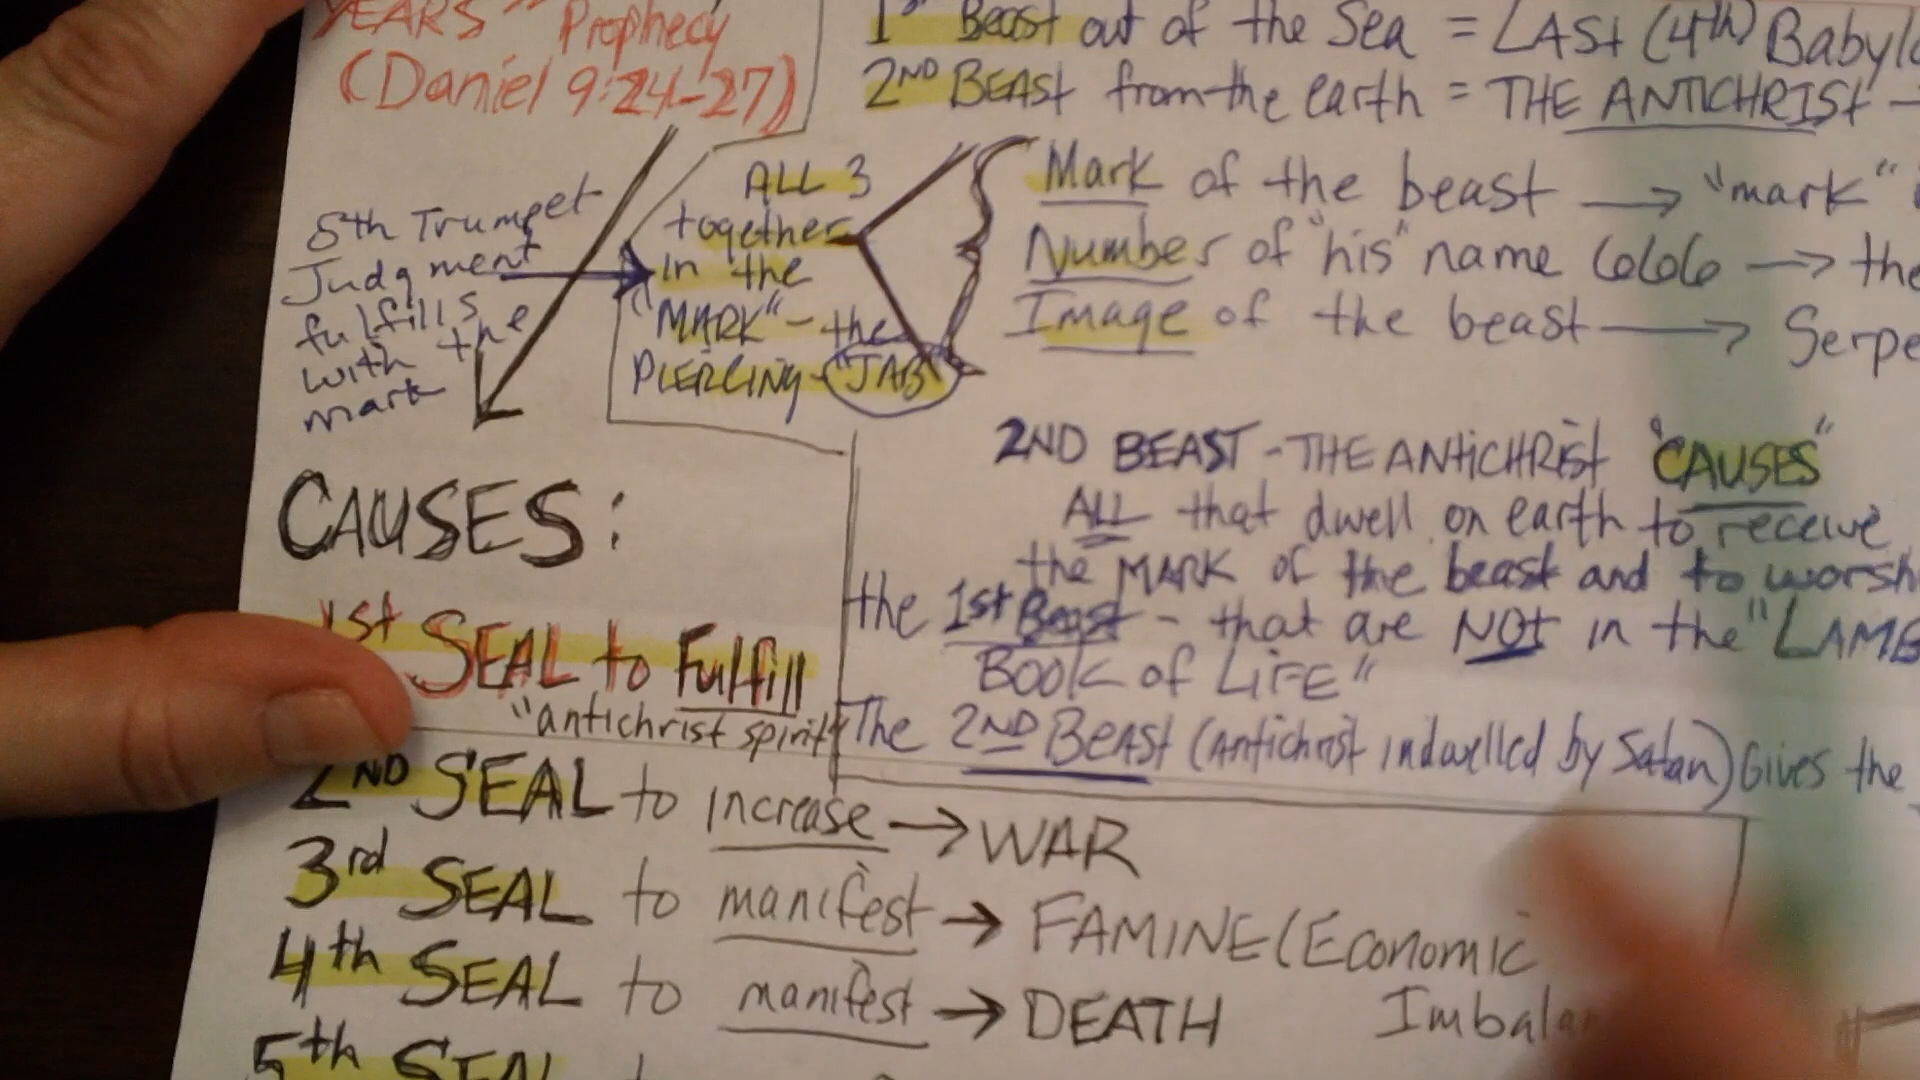 YEARS" Prophecy
(Daniel 9:24-27)
1st Beast out of the Sea = LASt (4th)
2ND BEASt from the earth = THE ANTICHRISt -
5th Trumpet
Judgment
fulfills
with the
mark
ALL 3
together
in the
"MARK" - the
PIERCING - "JAB"
Mark of the beast → "mark"
Number of "his" name 666 → the
Image of the beast →
2ND BEAST - THE ANTICHRISt "CAUSES"
ALL that dwell on earth to receive
the MARK of the beast and to
the 1st Beast - that are NOt in the "LAMB
BOOK of LIFE"
The 2ND BEAST (Antichrist indwelled by Satan) Gives the
CAUSES:
1st SEAL to Fulfill
"antichrist spirit"
2ND SEAL to increase → WAR
3rd SEAL to manifest → FAMINE (Economic
4th SEAL to manifest → DEATH
5th SEAL